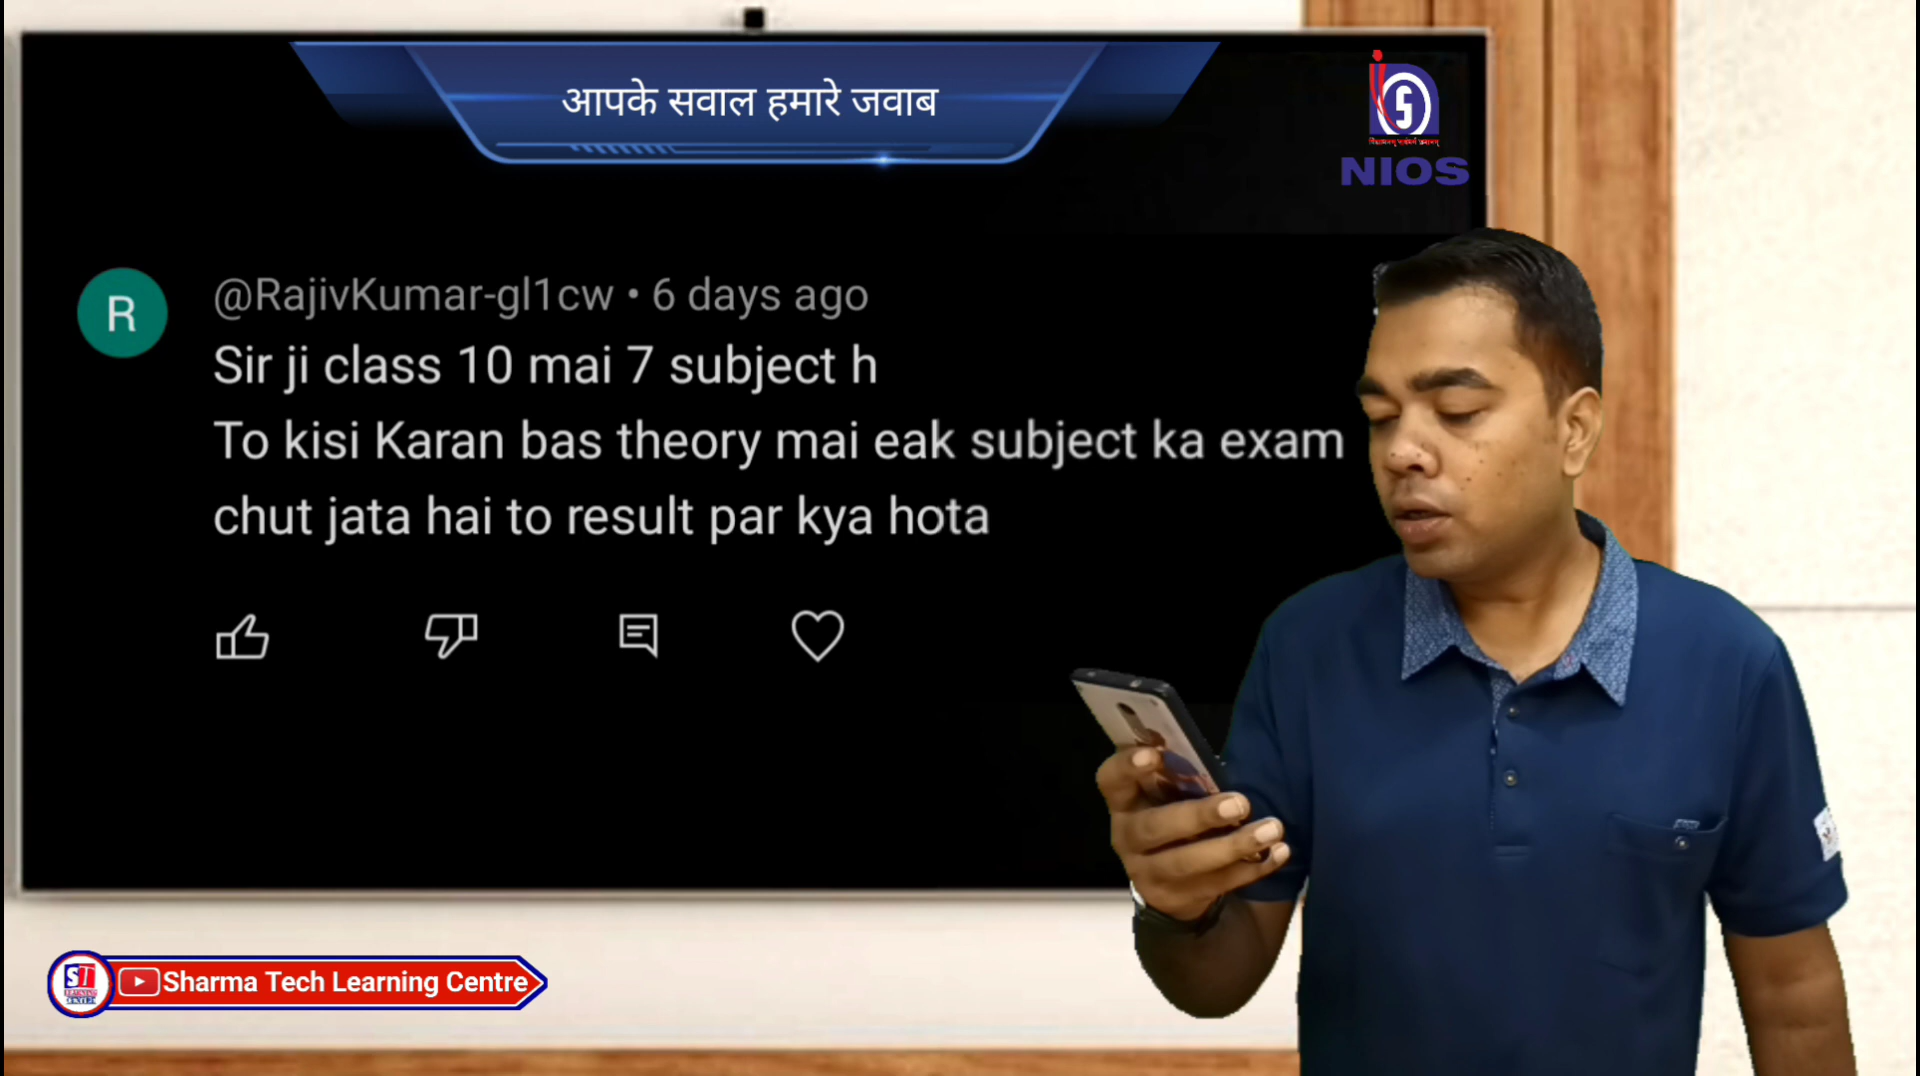 आपके सवाल हमारे जवाब
NIOS
R
@RajivKumar-gl1cw • 6 days ago
Sir ji class 10 mai 7 subject h
To kisi Karan bas theory mai eak subject ka exam
chut jata hai to result par kya hota
Sharma Tech Learning Centre